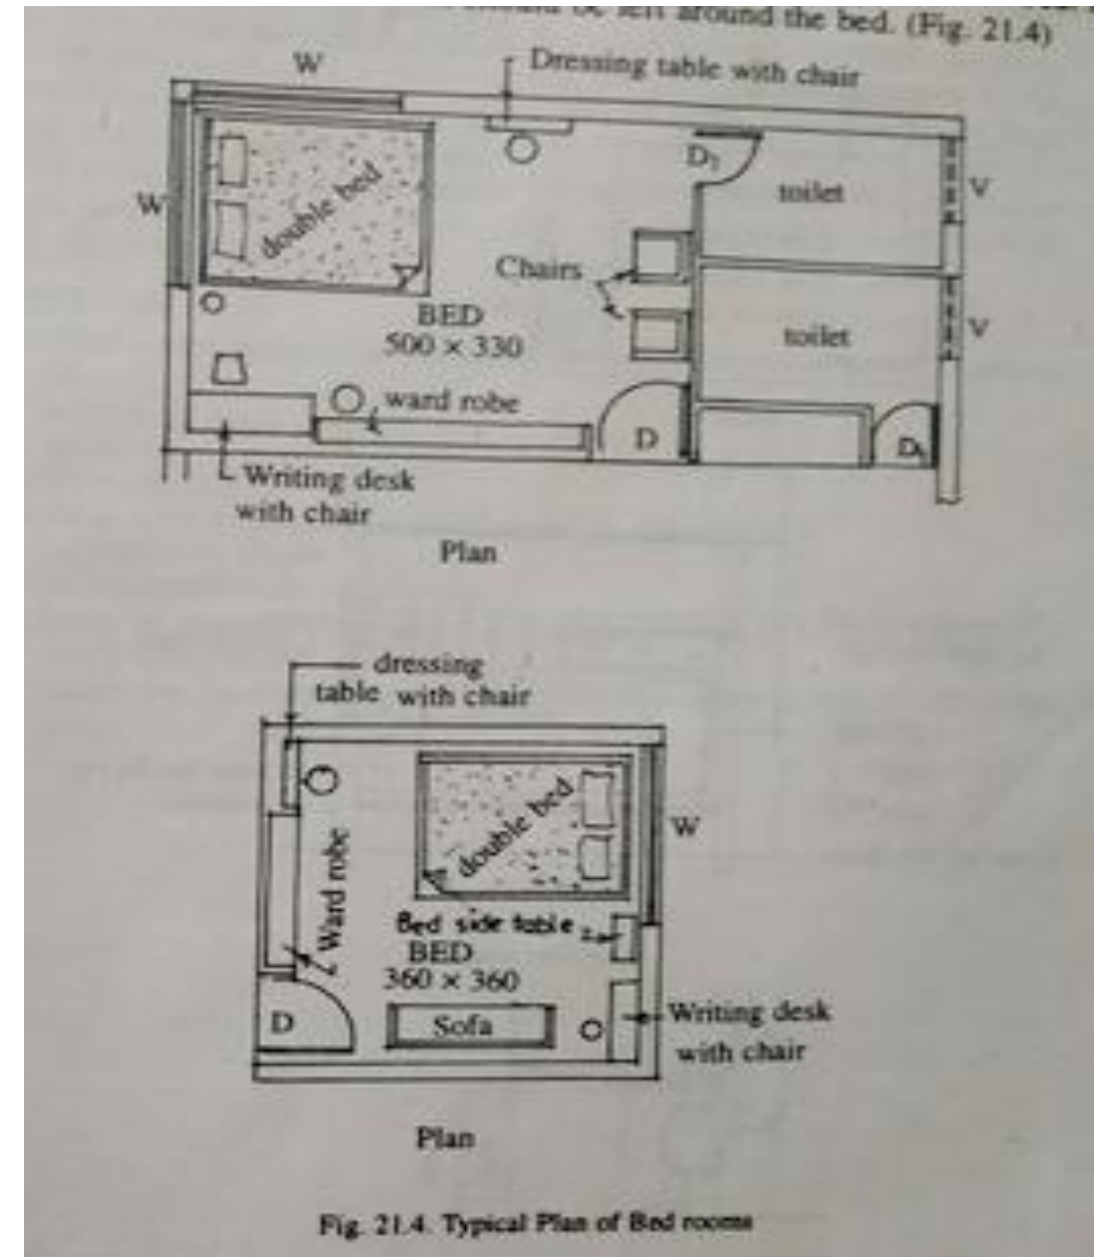 be left around the bed. (Fig. 21.4)
W
Dressing table with chair
W
double bed
D₁
toilet
V
Chairs
BED
500 × 330
toilet
V
ward robe
D
D₁
Writing desk
with chair
Plan
dressing
table with chair
double bed
W
Ward robe
Bed side table
BED
360 × 360
D
Sofa
Writing desk
with chair
Plan
Fig. 21.4. Typical Plan of Bed rooms